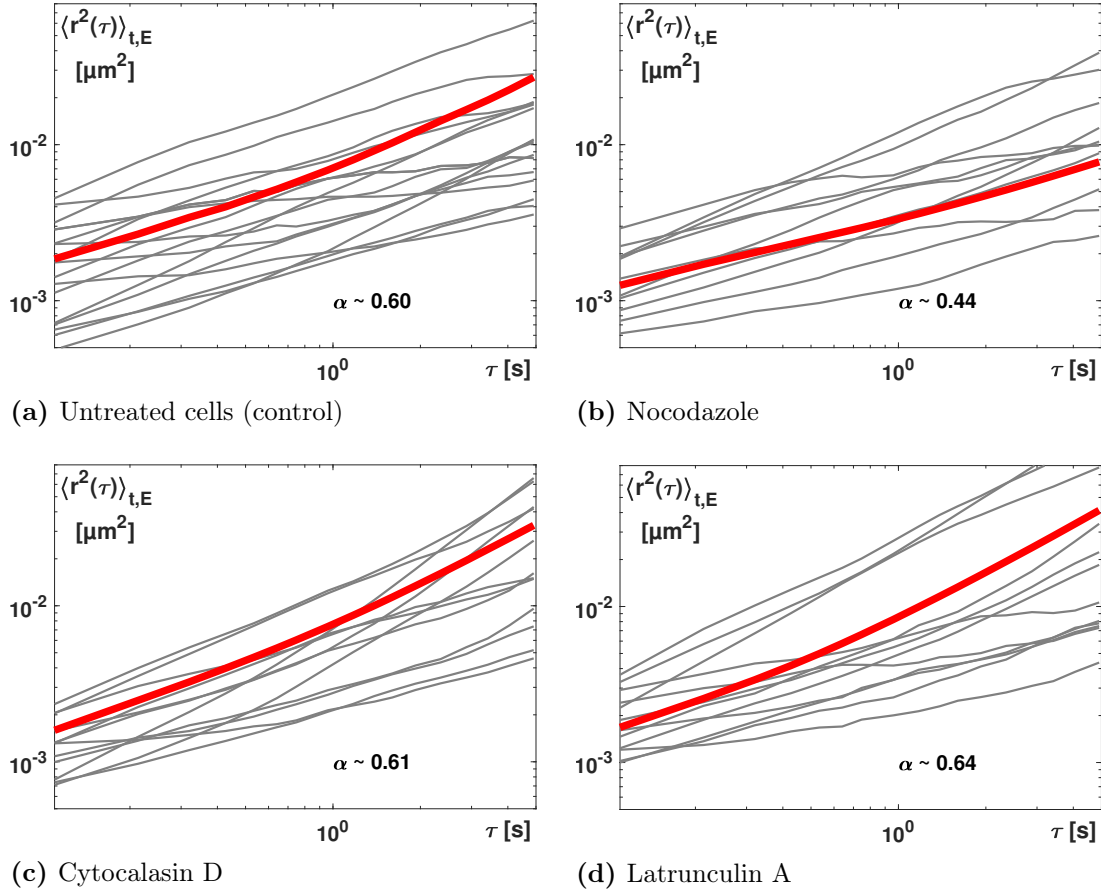 ⟨r²(τ)⟩t,E
[µm²]
10⁻²
10⁻³
α ~ 0.60
10⁰
τ [s]
(a) Untreated cells (control)
⟨r²(τ)⟩t,E
[µm²]
10⁻²
10⁻³
α ~ 0.44
10⁰
τ [s]
(b) Nocodazole
⟨r²(τ)⟩t,E
[µm²]
10⁻²
10⁻³
α ~ 0.61
10⁰
τ [s]
(c) Cytocalasin D
⟨r²(τ)⟩t,E
[µm²]
10⁻²
10⁻³
α ~ 0.64
10⁰
τ [s]
(d) Latrunculin A